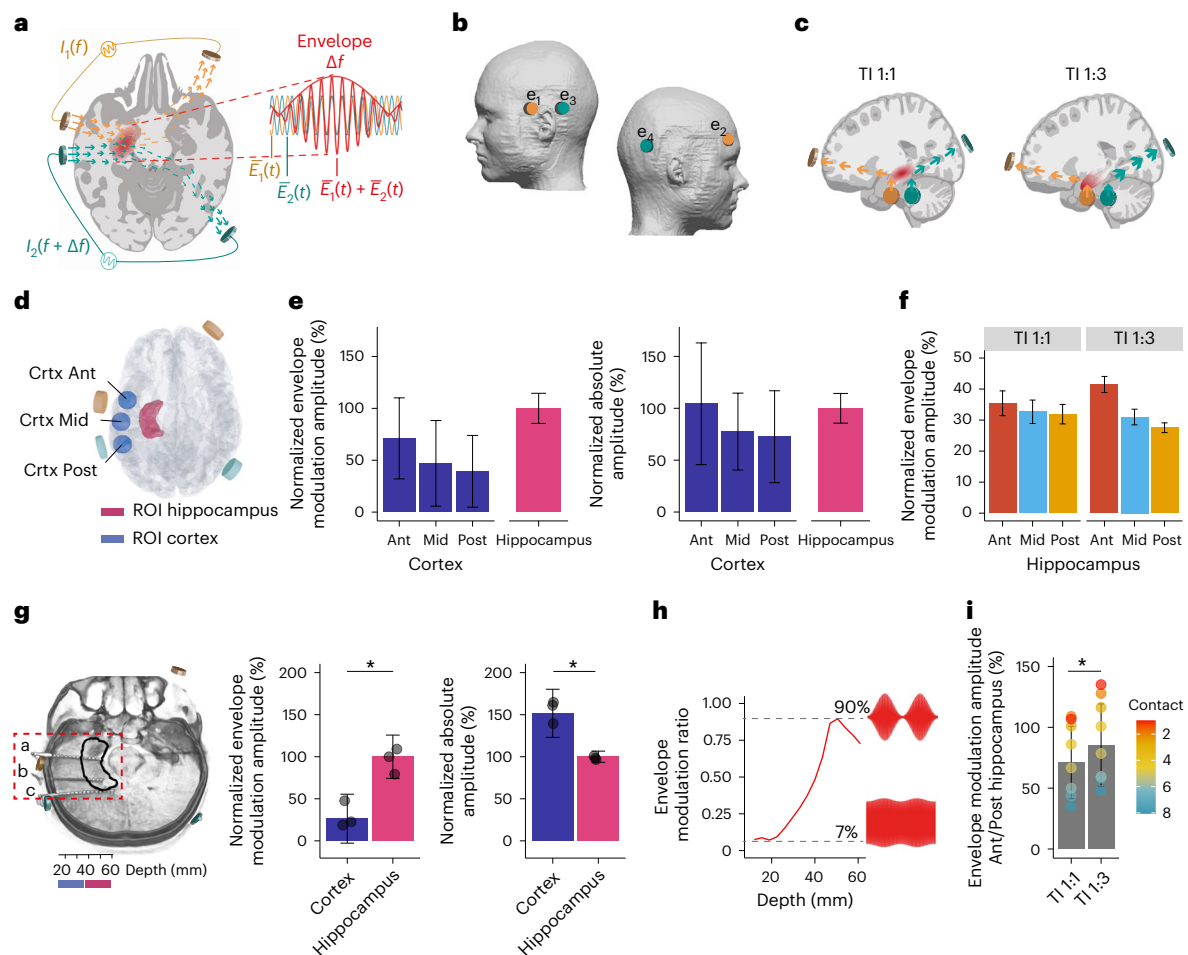 a
I1(f)
Envelope
Δf
E̅1(t)
E̅2(t)
E̅1(t) + E̅2(t)
I2(f + Δf)
b
e1
e3
e4
e2
c
TI 1:1
TI 1:3
d
Crtx Ant
Crtx Mid
Crtx Post
ROI hippocampus
ROI cortex
e
Normalized envelope
modulation amplitude (%)
150
100
50
0
Ant Mid Post Hippocampus
Cortex
Normalized absolute
amplitude (%)
150
100
50
0
Ant Mid Post Hippocampus
Cortex
f
Normalized envelope
modulation amplitude (%)
TI 1:1
TI 1:3
50
40
30
20
10
0
Ant Mid Post Ant Mid Post
Hippocampus
g
a
b
c
20 40 60 Depth (mm)
Normalized envelope
modulation amplitude (%)
200
150
100
50
0
*
Cortex
Hippocampus
Normalized absolute
amplitude (%)
200
150
100
50
0
*
Cortex
Hippocampus
h
Envelope
modulation ratio
1.00
0.75
0.50
0.25
0
90%
7%
20 40 60
Depth (mm)
i
Envelope modulation amplitude
Ant/Post hippocampus (%)
150
100
50
0
*
TI 1:1
TI 1:3
Contact
2
4
6
8